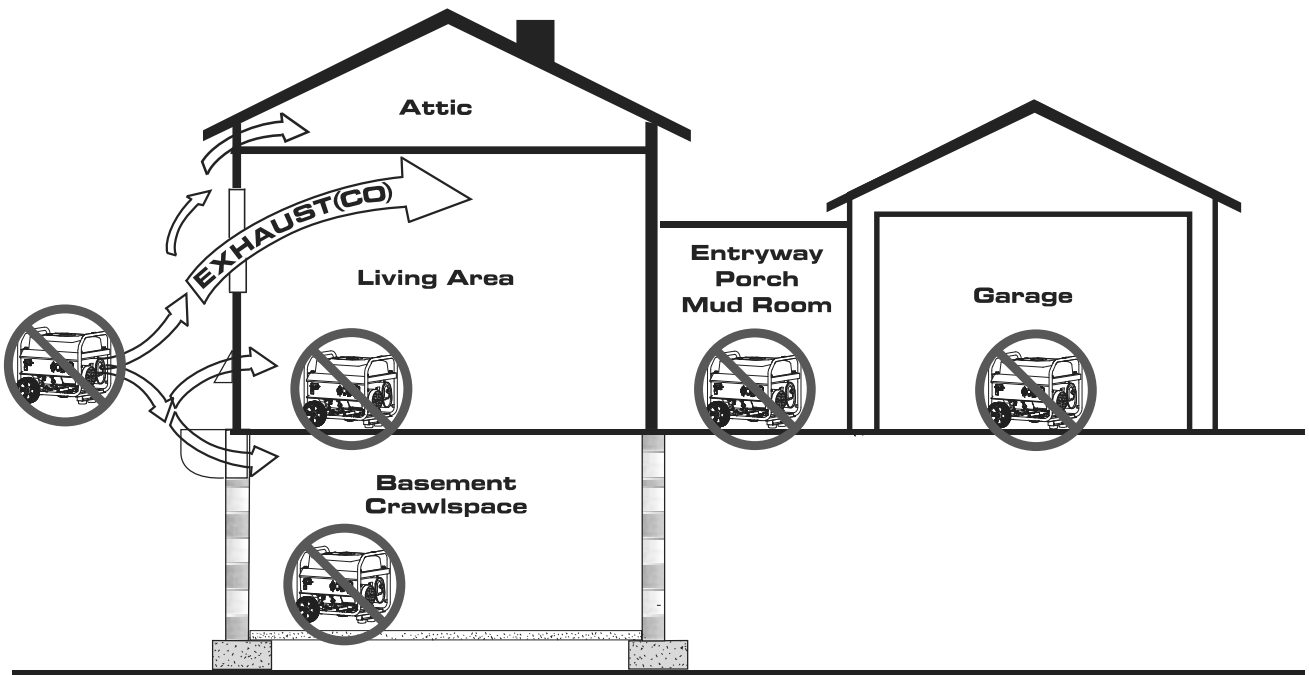 Attic
EXHAUST(CO)
Living Area
Entryway
Porch
Mud Room
Garage
Basement
Crawlspace